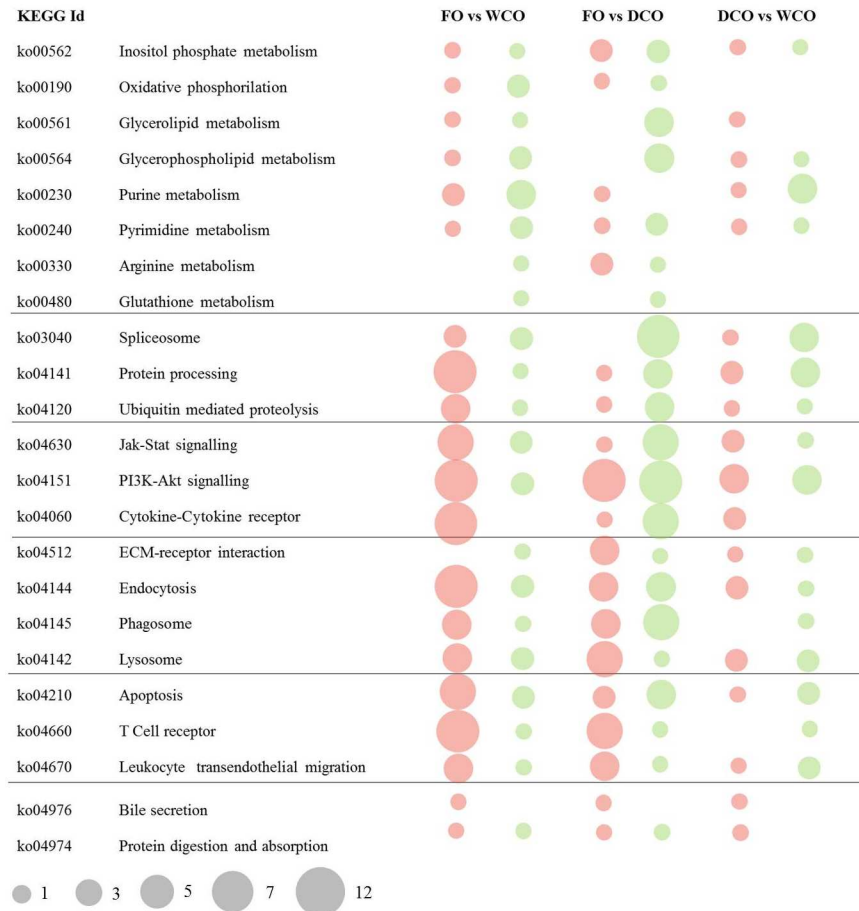 KEGG Id FO vs WCO FO vs DCO DCO vs WCO
ko00562 Inositol phosphate metabolism
ko00190 Oxidative phosphorilation
ko00561 Glycerolipid metabolism
ko00564 Glycerophospholipid metabolism
ko00230 Purine metabolism
ko00240 Pyrimidine metabolism
ko00330 Arginine metabolism
ko00480 Glutathione metabolism
ko03040 Spliceosome
ko04141 Protein processing
ko04120 Ubiquitin mediated proteolysis
ko04630 Jak-Stat signalling
ko04151 PI3K-Akt signalling
ko04060 Cytokine-Cytokine receptor
ko04512 ECM-receptor interaction
ko04144 Endocytosis
ko04145 Phagosome
ko04142 Lysosome
ko04210 Apoptosis
ko04660 T Cell receptor
ko04670 Leukocyte transendothelial migration
ko04976 Bile secretion
ko04974 Protein digestion and absorption
1 3 5 7 12